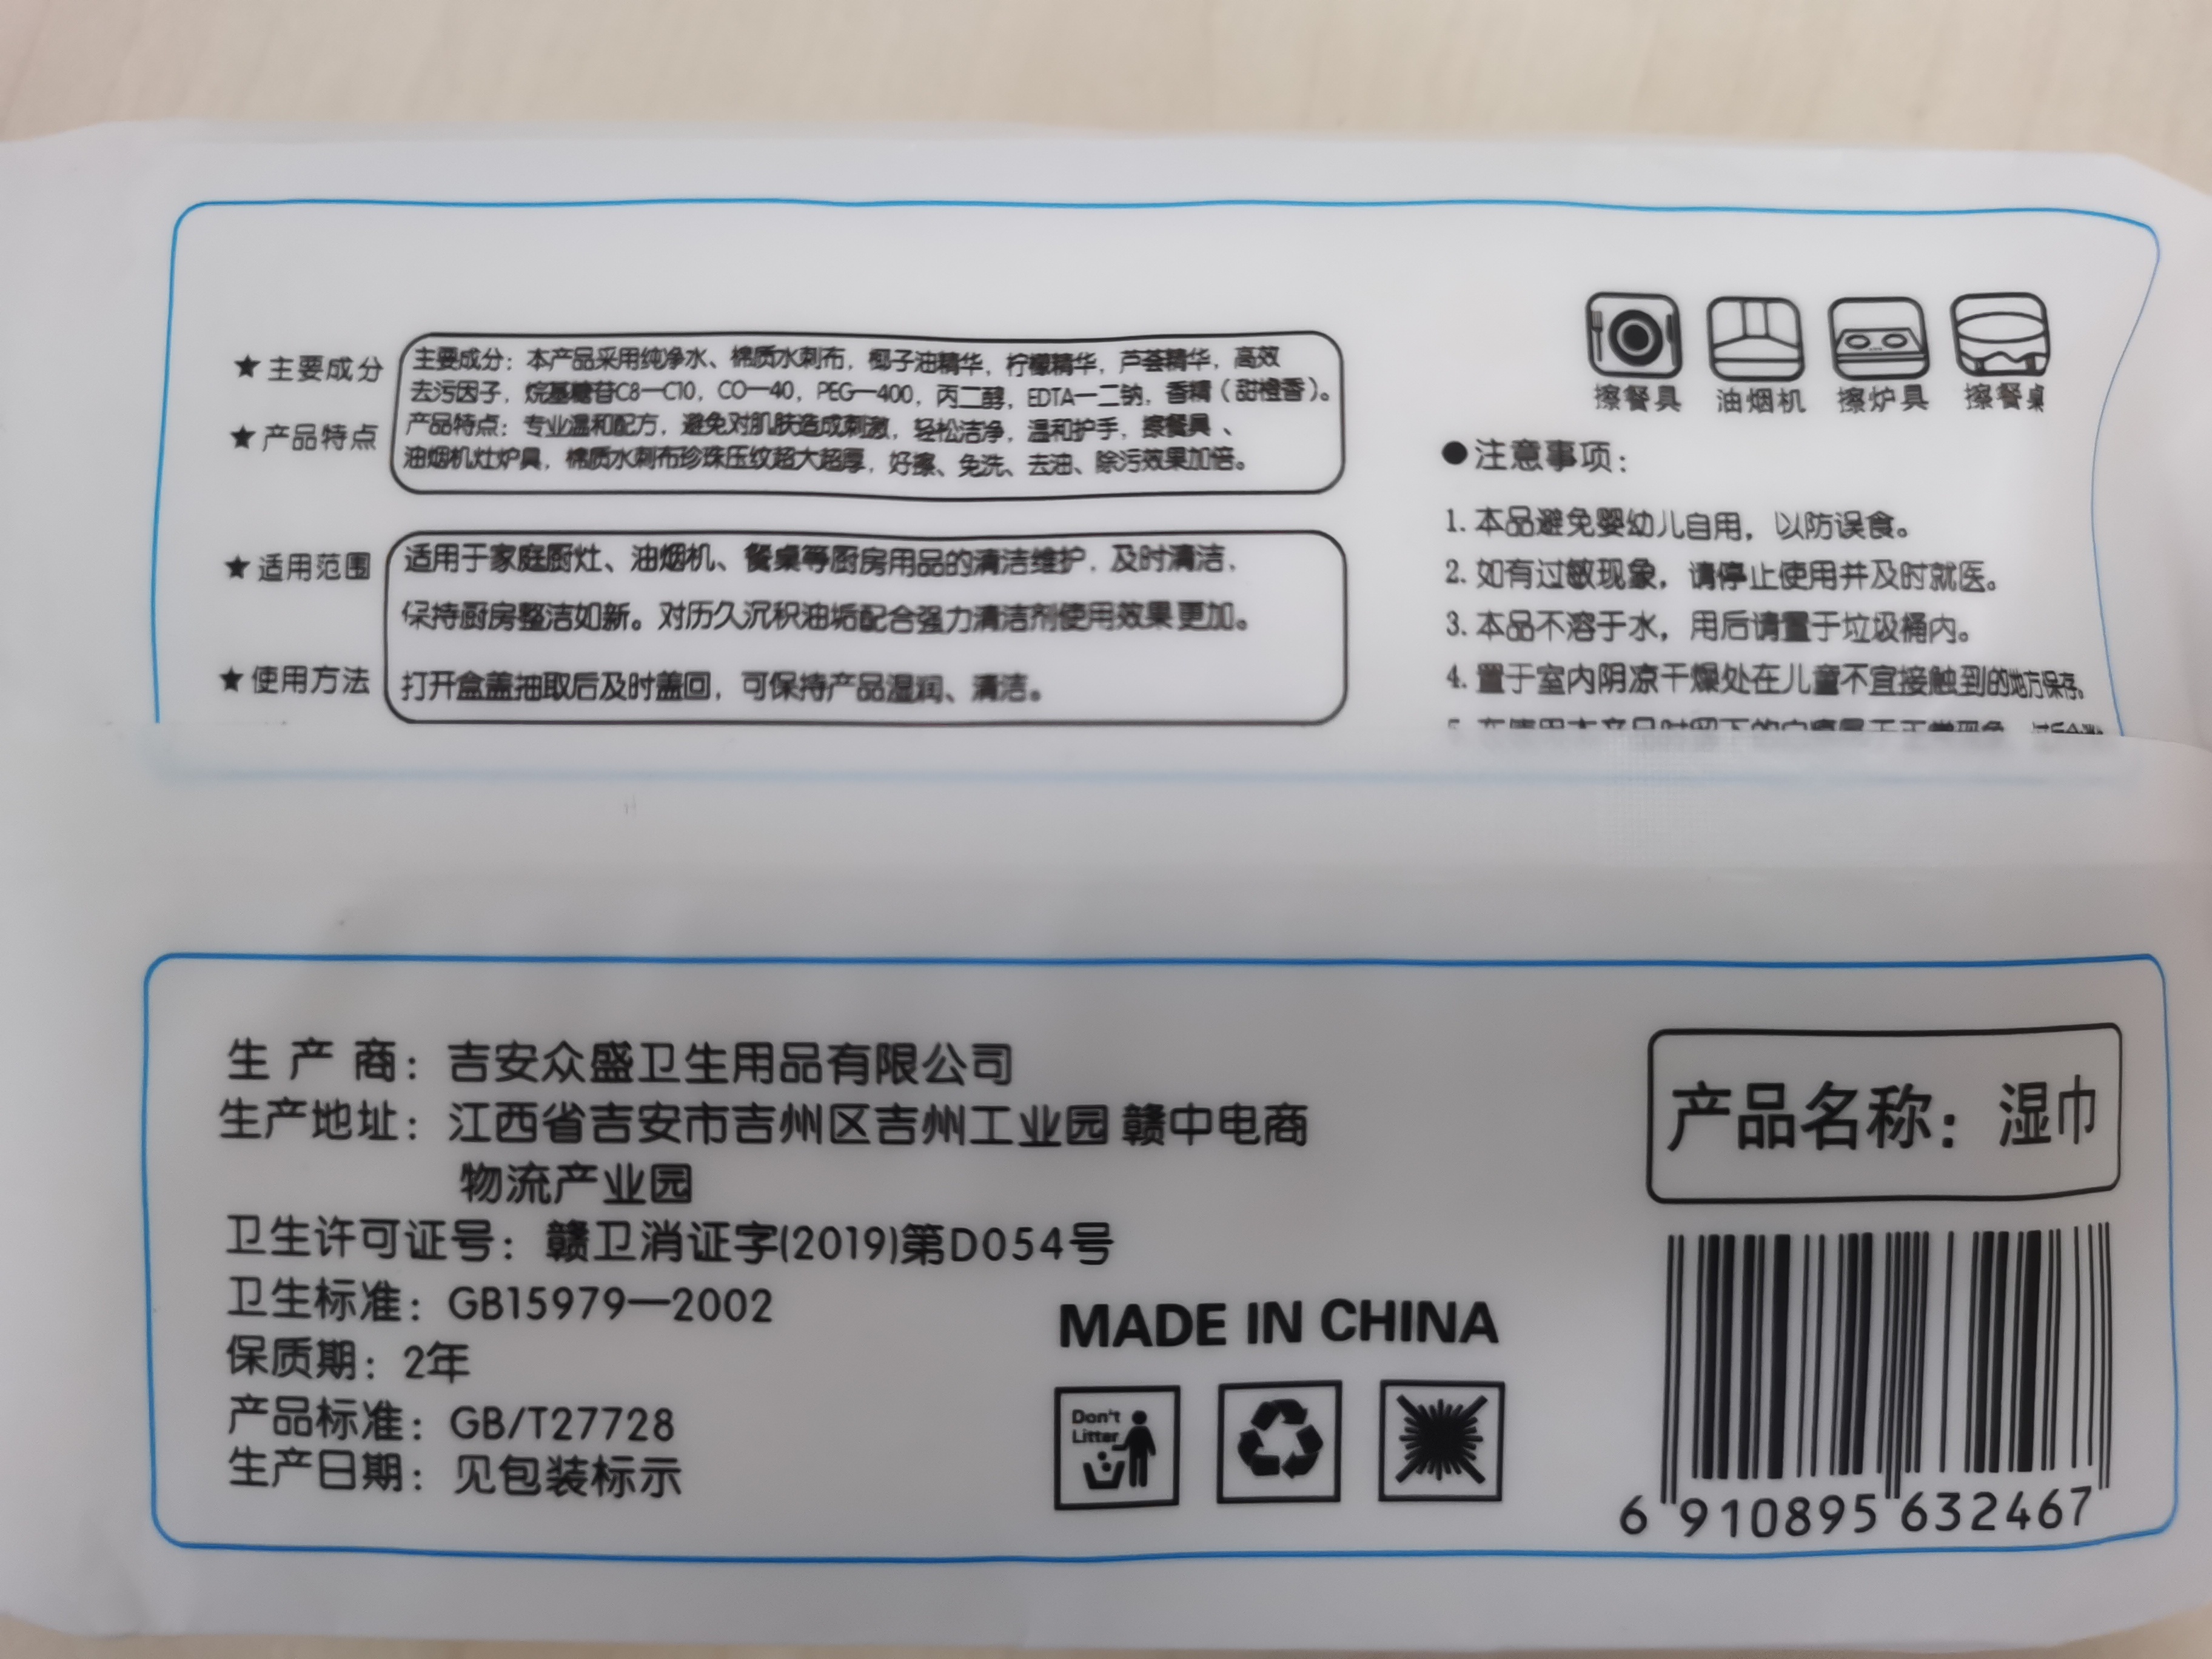 ★主要成分
主要成分：本产品采用纯净水、棉质水刺布，椰子油精华，柠檬精华，芦荟精华，高效
去污因子，烷基糖苷C8—C10，CO—40，PEG—400，丙二醇，EDTA一二钠，香精（甜橙香）。
★产品特点
产品特点：专业温和配方，避免对肌肤造成刺激，轻松洁净，温和护手，擦餐具、
油烟机灶炉具，棉质水刺布珍珠压纹超大超厚，好擦、免洗、去油、除污效果加倍。
★适用范围
适用于家庭厨灶、油烟机、餐桌等厨房用品的清洁维护，及时清洁，
保持厨房整洁如新。对历久沉积油垢配合强力清洁剂使用效果更加。
★使用方法
打开盒盖抽取后及时盖回，可保持产品湿润、清洁。
擦餐具 油烟机 擦炉具 擦餐桌
●注意事项：
1. 本品避免婴幼儿自用，以防误食。
2. 如有过敏现象，请停止使用并及时就医。
3. 本品不溶于水，用后请置于垃圾桶内。
4. 置于室内阴凉干燥处在儿童不宜接触到的地方保存。
生产商：吉安众盛卫生用品有限公司
生产地址：江西省吉安市吉州区吉州工业园 赣中电商
物流产业园
卫生许可证号：赣卫消证字(2019)第D054号
卫生标准：GB15979—2002
保质期：2年
产品标准：GB/T27728
生产日期：见包装标示
MADE IN CHINA
Don't
Litter
产品名称：湿巾
6 910895 632467